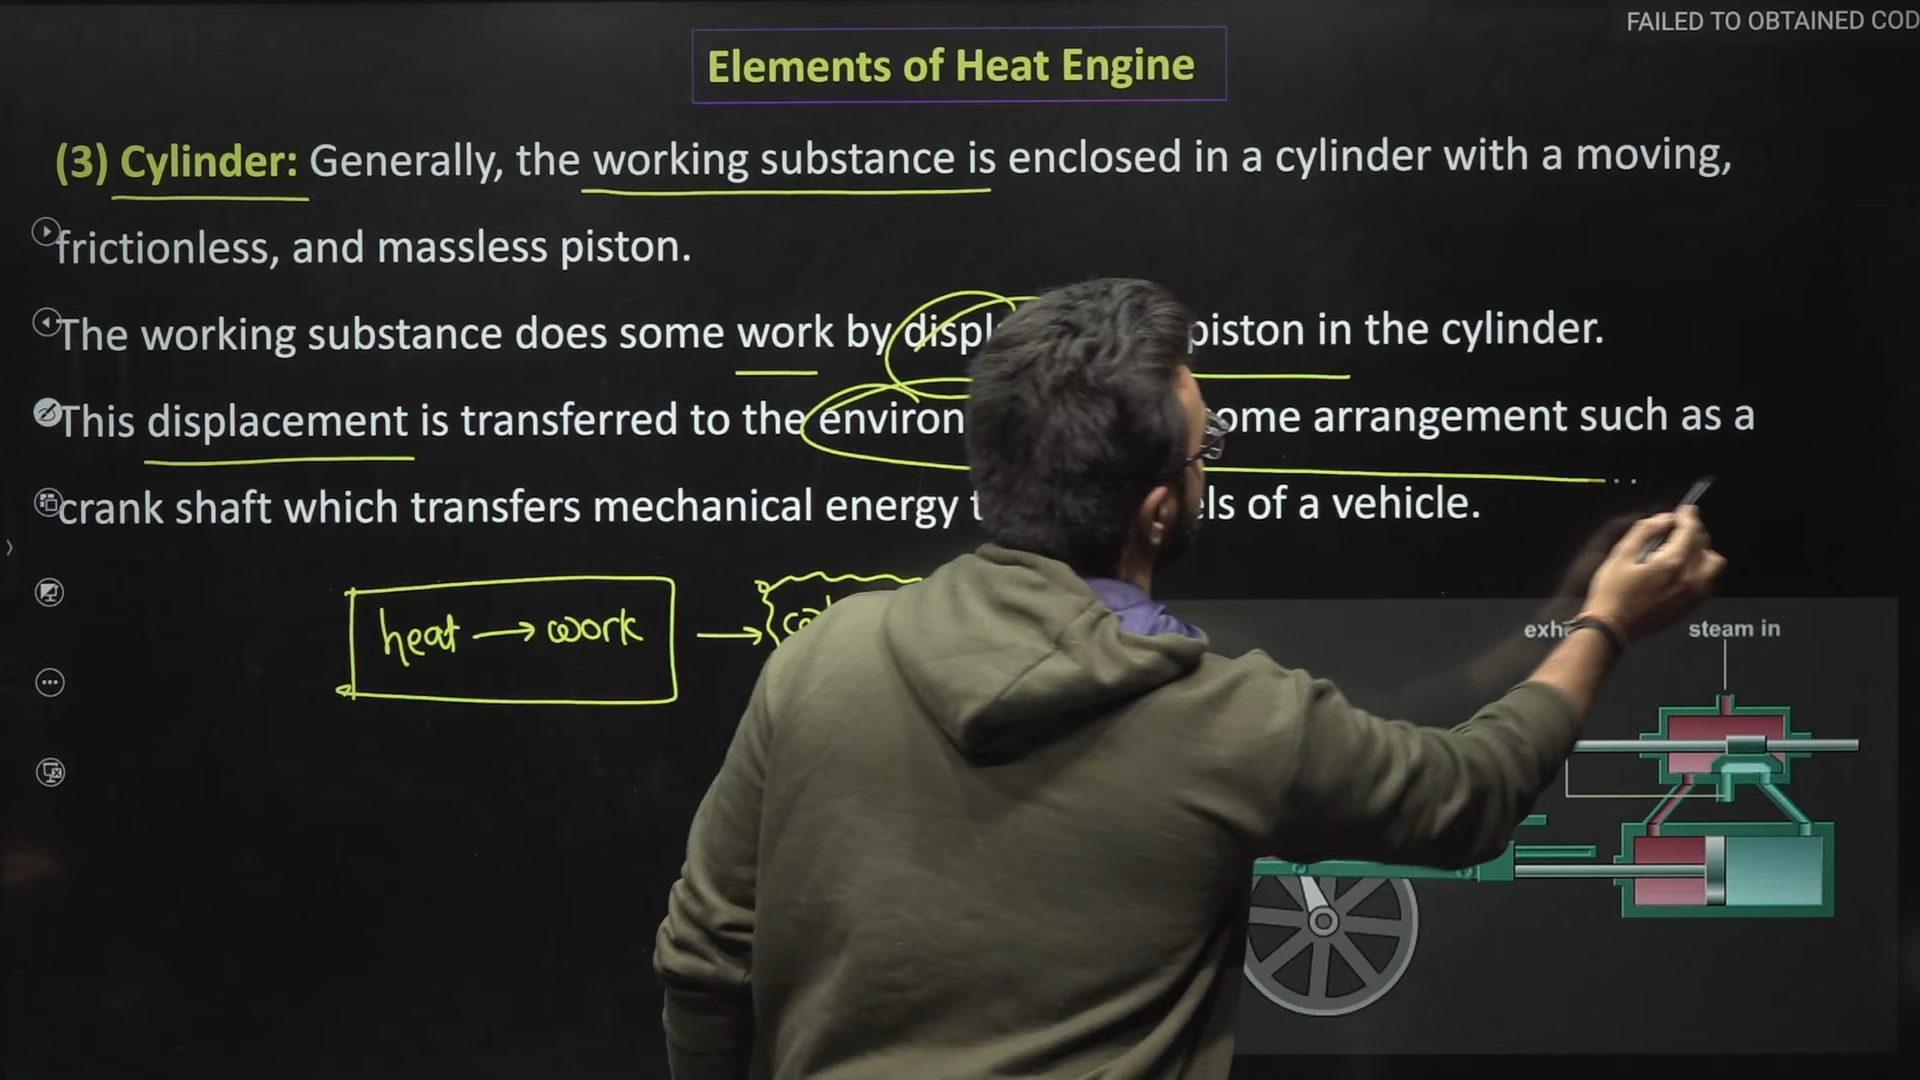 FAILED TO OBTAINED COD
Elements of Heat Engine
(3) Cylinder: Generally, the working substance is enclosed in a cylinder with a moving,
frictionless, and massless piston.
The working substance does some work by piston in the cylinder.
This displacement is transferred to the arrangement such as a
crank shaft which transfers mechanical energy of a vehicle.
heat → work →
steam in